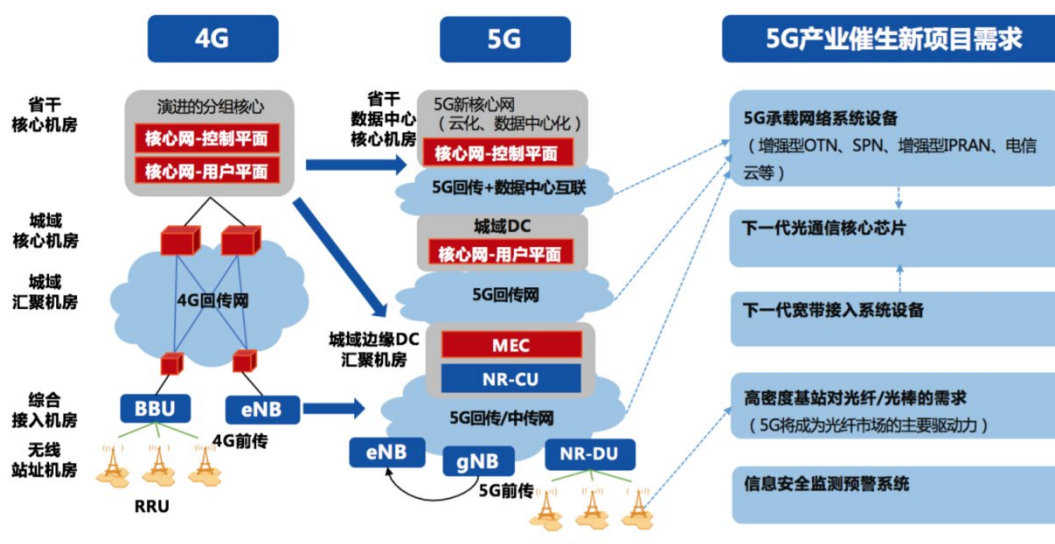 4G
5G
5G产业催生新项目需求
省干
核心机房
演进的分组核心
核心网-控制平面
核心网-用户平面
城域
核心机房
城域
汇聚机房
4G回传网
综合
接入机房
BBU
eNB
4G前传
无线
站址机房
RRU
省干
数据中心
核心机房
5G新核心网
（云化、数据中心化）
核心网-控制平面
5G回传+数据中心互联
城域DC
核心网-用户平面
5G回传网
城域边缘DC
汇聚机房
MEC
NR-CU
5G回传/中传网
eNB
gNB
NR-DU
5G前传
5G承载网络系统设备
（增强型OTN、SPN、增强型IPRAN、电信
云等）
下一代光通信核心芯片
下一代宽带接入系统设备
高密度基站对光纤/光棒的需求
（5G将成为光纤市场的主要驱动力）
信息安全监测预警系统